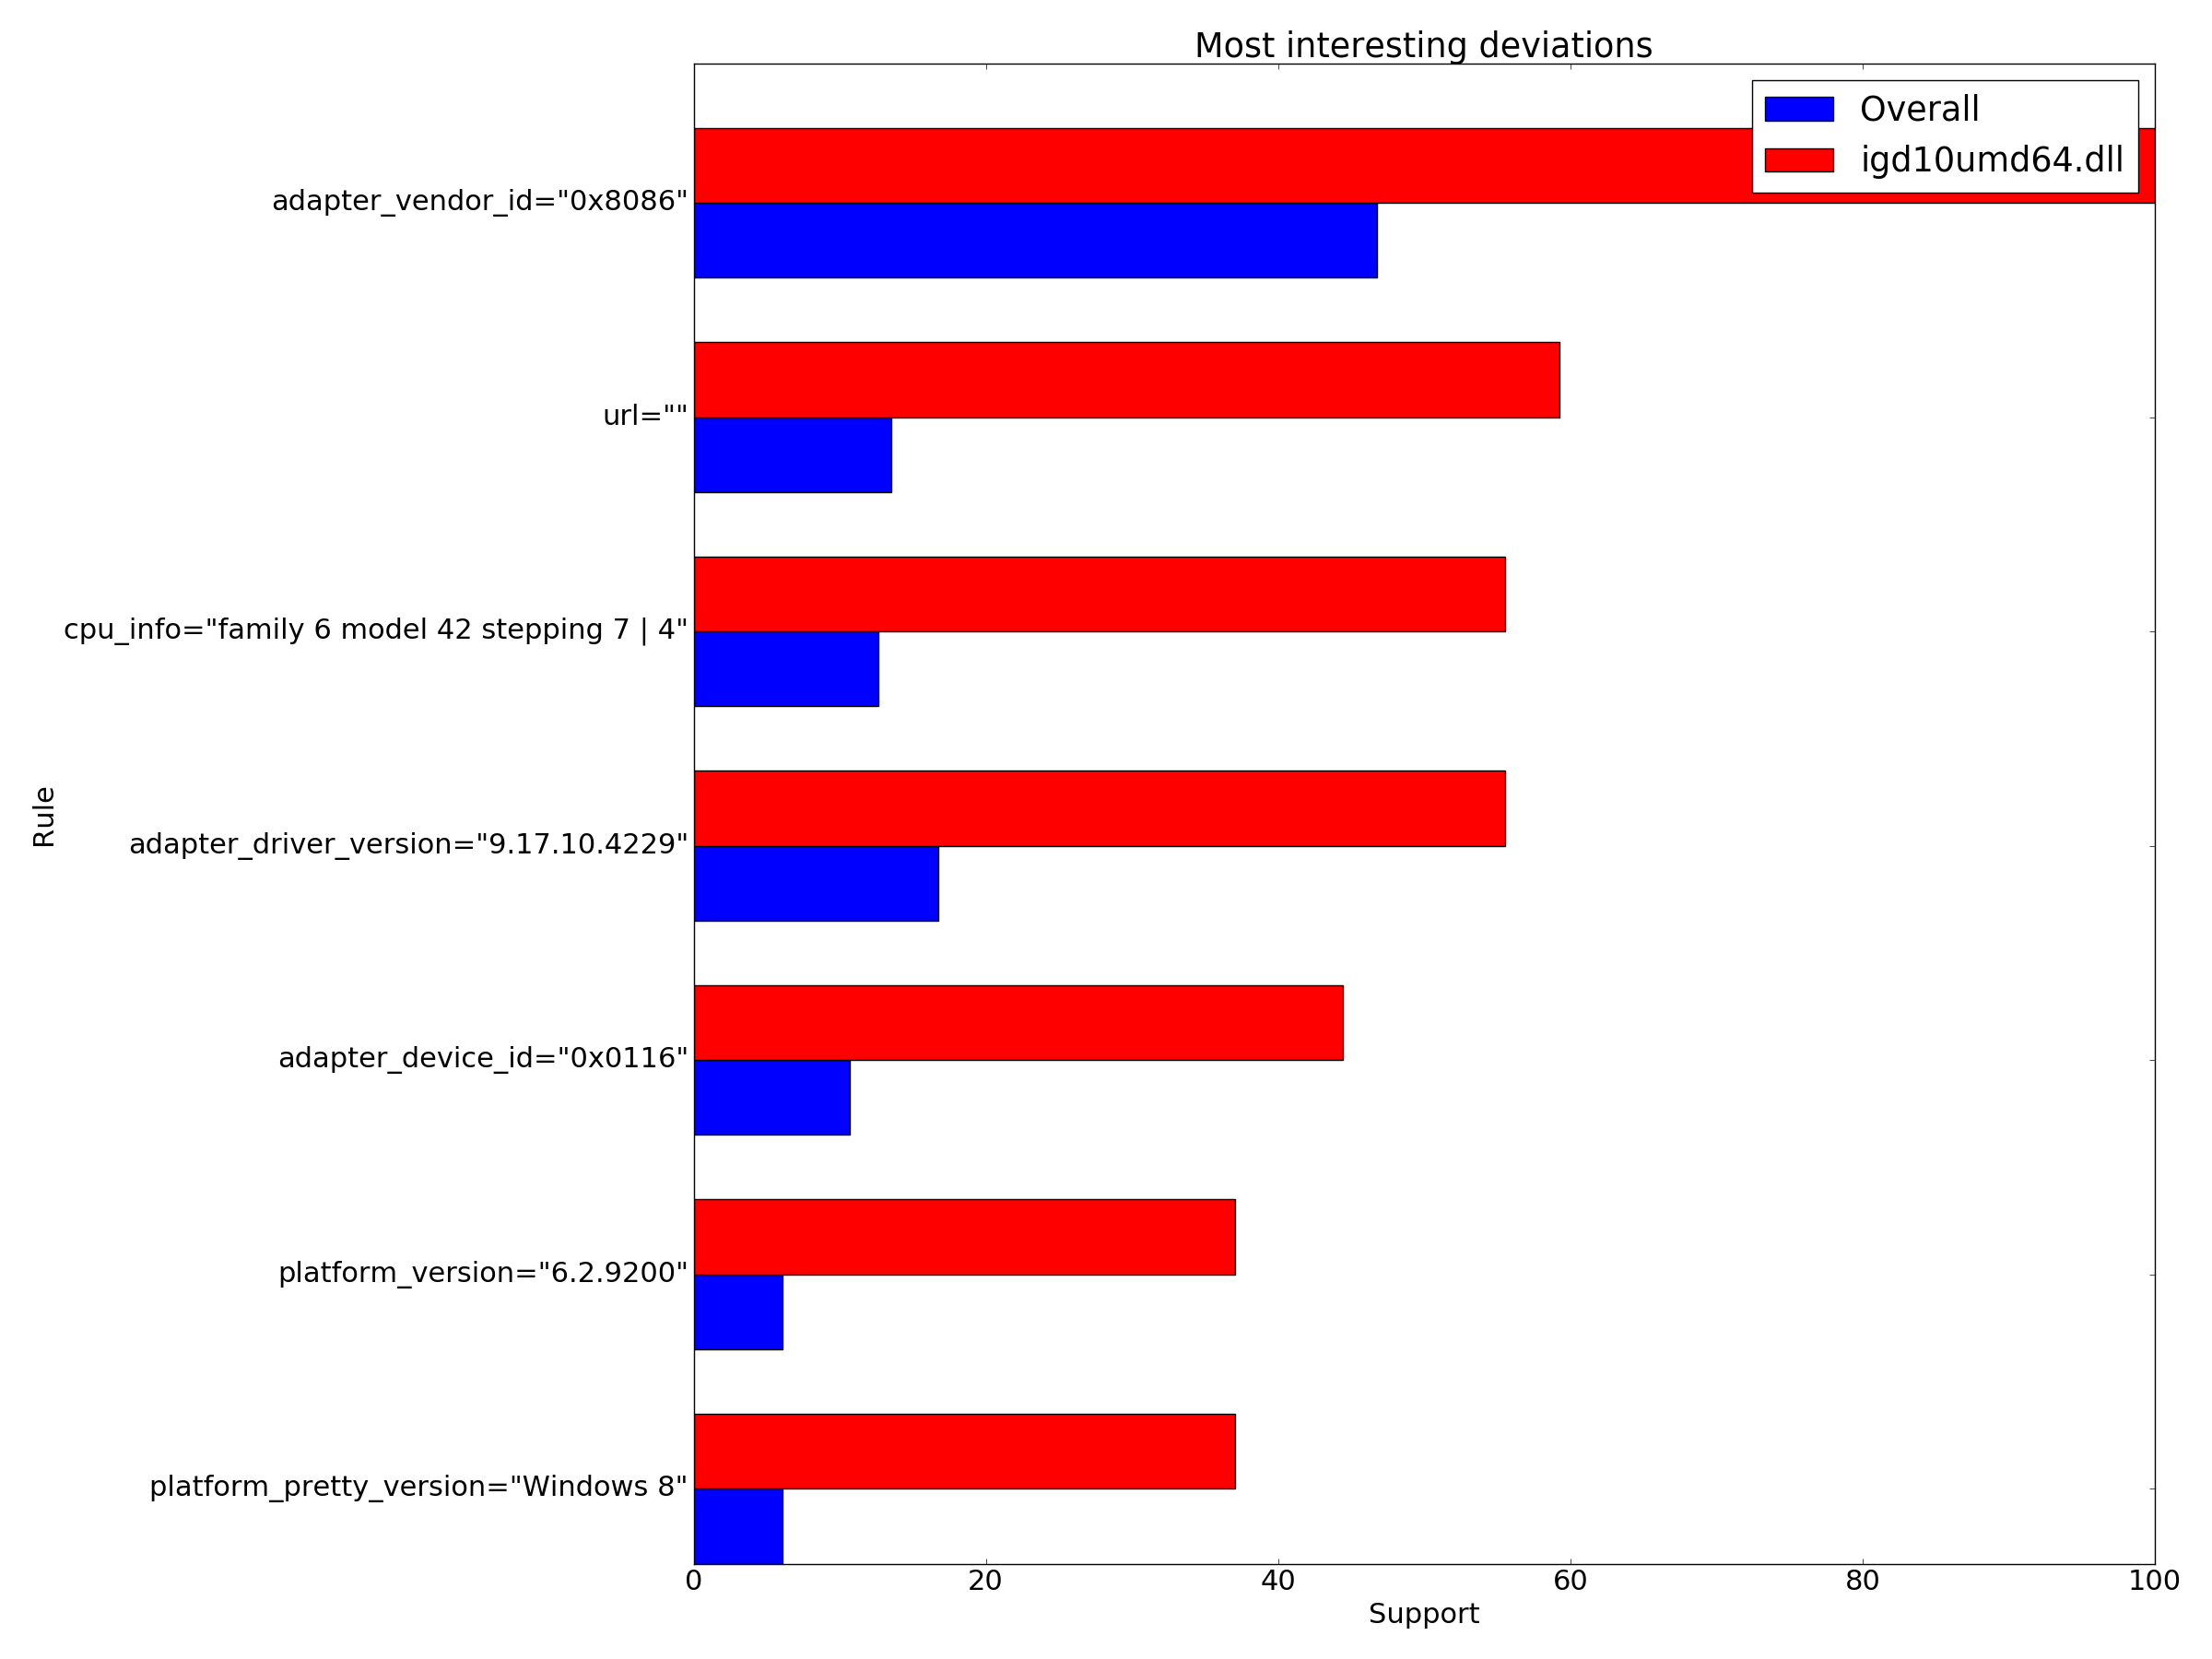 Most interesting deviations
Overall
igd10umd64.dll
adapter_vendor_id="0x8086"
url=""
cpu_info="family 6 model 42 stepping 7 | 4"
adapter_driver_version="9.17.10.4229"
adapter_device_id="0x0116"
platform_version="6.2.9200"
platform_pretty_version="Windows 8"
Rule
0 20 40 60 80 100
Support